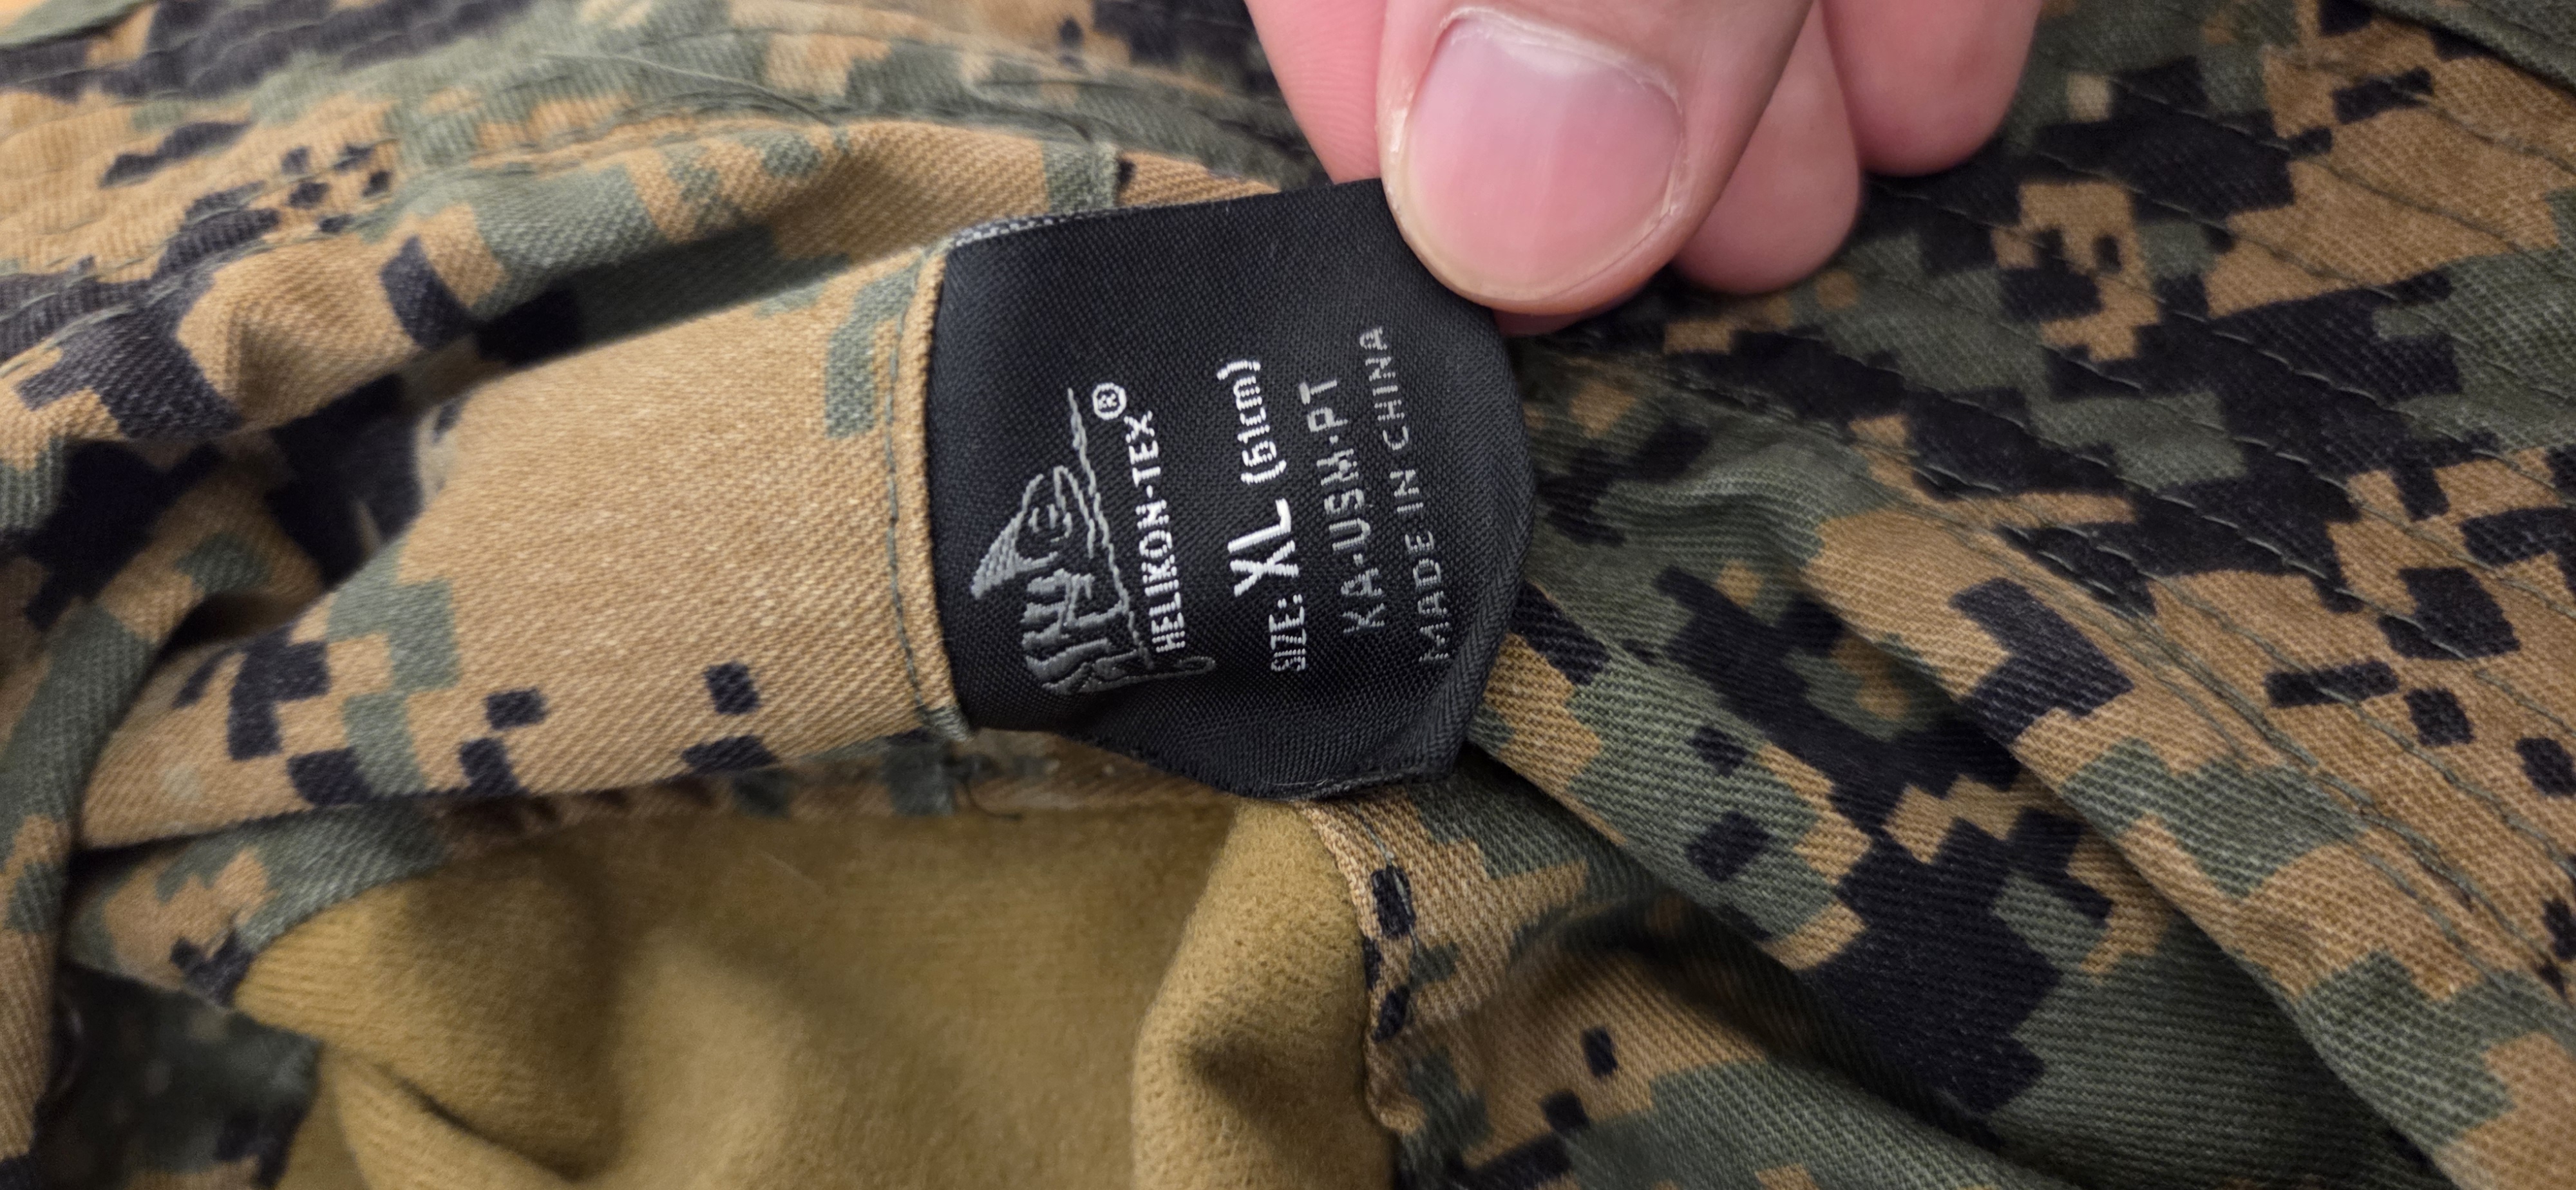 HELIKON-TEX®
SIZE: XL (61cm)
KA-USM-PT
MADE IN CHINA